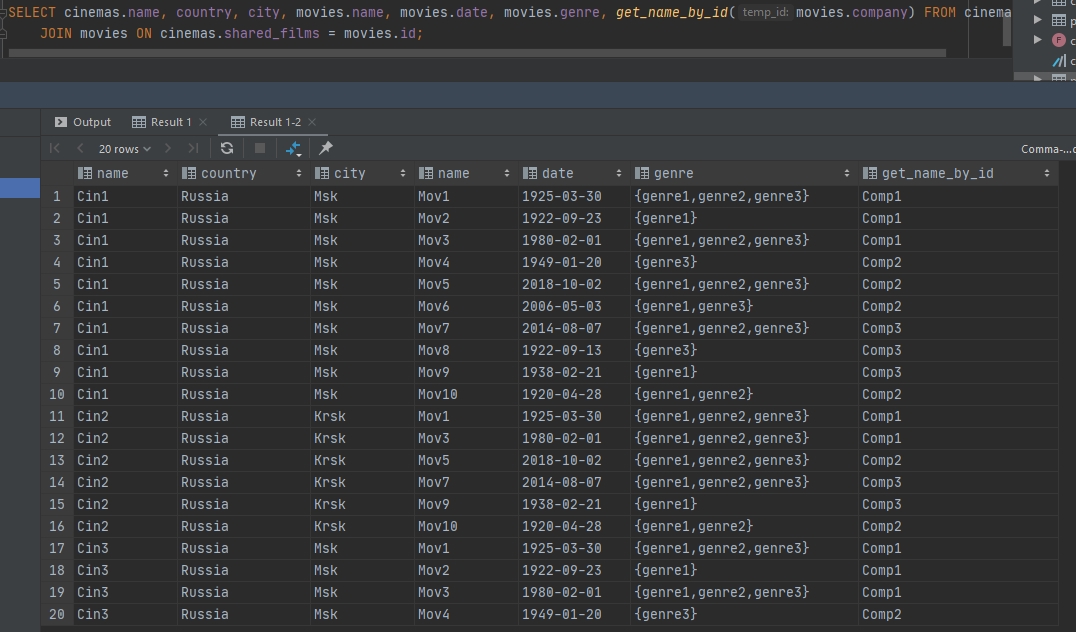 SELECT cinemas.name, country, city, movies.name, movies.date, movies.genre, get_name_by_id( temp_id: movies.company) FROM cinema
JOIN movies ON cinemas.shared_films = movies.id;
Output Result 1 Result 1-2
20 rows Comma-...
name country city name date genre get_name_by_id
1 Cin1 Russia Msk Mov1 1925-03-30 {genre1,genre2,genre3} Comp1
2 Cin1 Russia Msk Mov2 1922-09-23 {genre1} Comp1
3 Cin1 Russia Msk Mov3 1980-02-01 {genre1,genre2,genre3} Comp1
4 Cin1 Russia Msk Mov4 1949-01-20 {genre3} Comp2
5 Cin1 Russia Msk Mov5 2018-10-02 {genre1,genre2,genre3} Comp2
6 Cin1 Russia Msk Mov6 2006-05-03 {genre1,genre3} Comp2
7 Cin1 Russia Msk Mov7 2014-08-07 {genre1,genre2,genre3} Comp3
8 Cin1 Russia Msk Mov8 1922-09-13 {genre3} Comp3
9 Cin1 Russia Msk Mov9 1938-02-21 {genre1} Comp3
10 Cin1 Russia Msk Mov10 1920-04-28 {genre1,genre2} Comp2
11 Cin2 Russia Krsk Mov1 1925-03-30 {genre1,genre2,genre3} Comp1
12 Cin2 Russia Krsk Mov3 1980-02-01 {genre1,genre2,genre3} Comp1
13 Cin2 Russia Krsk Mov5 2018-10-02 {genre1,genre2,genre3} Comp2
14 Cin2 Russia Krsk Mov7 2014-08-07 {genre1,genre2,genre3} Comp3
15 Cin2 Russia Krsk Mov9 1938-02-21 {genre1} Comp3
16 Cin2 Russia Krsk Mov10 1920-04-28 {genre1,genre2} Comp2
17 Cin3 Russia Msk Mov1 1925-03-30 {genre1,genre2,genre3} Comp1
18 Cin3 Russia Msk Mov2 1922-09-23 {genre1} Comp1
19 Cin3 Russia Msk Mov3 1980-02-01 {genre1,genre2,genre3} Comp1
20 Cin3 Russia Msk Mov4 1949-01-20 {genre3} Comp2